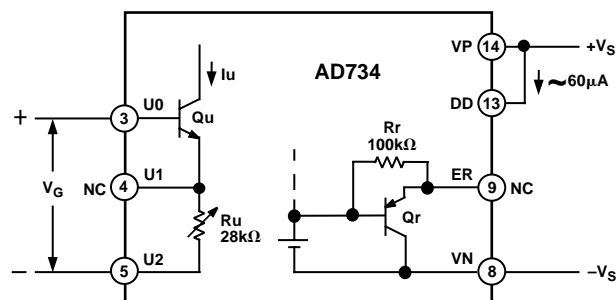 AD734
VP
14
+VS
Iu
≈60µA
DD
13
U0
+
3
Qu
Rr
100kΩ
U1
ER
VG
NC
4
9
NC
Qr
Ru
28kΩ
U2
VN
–
5
8
–VS